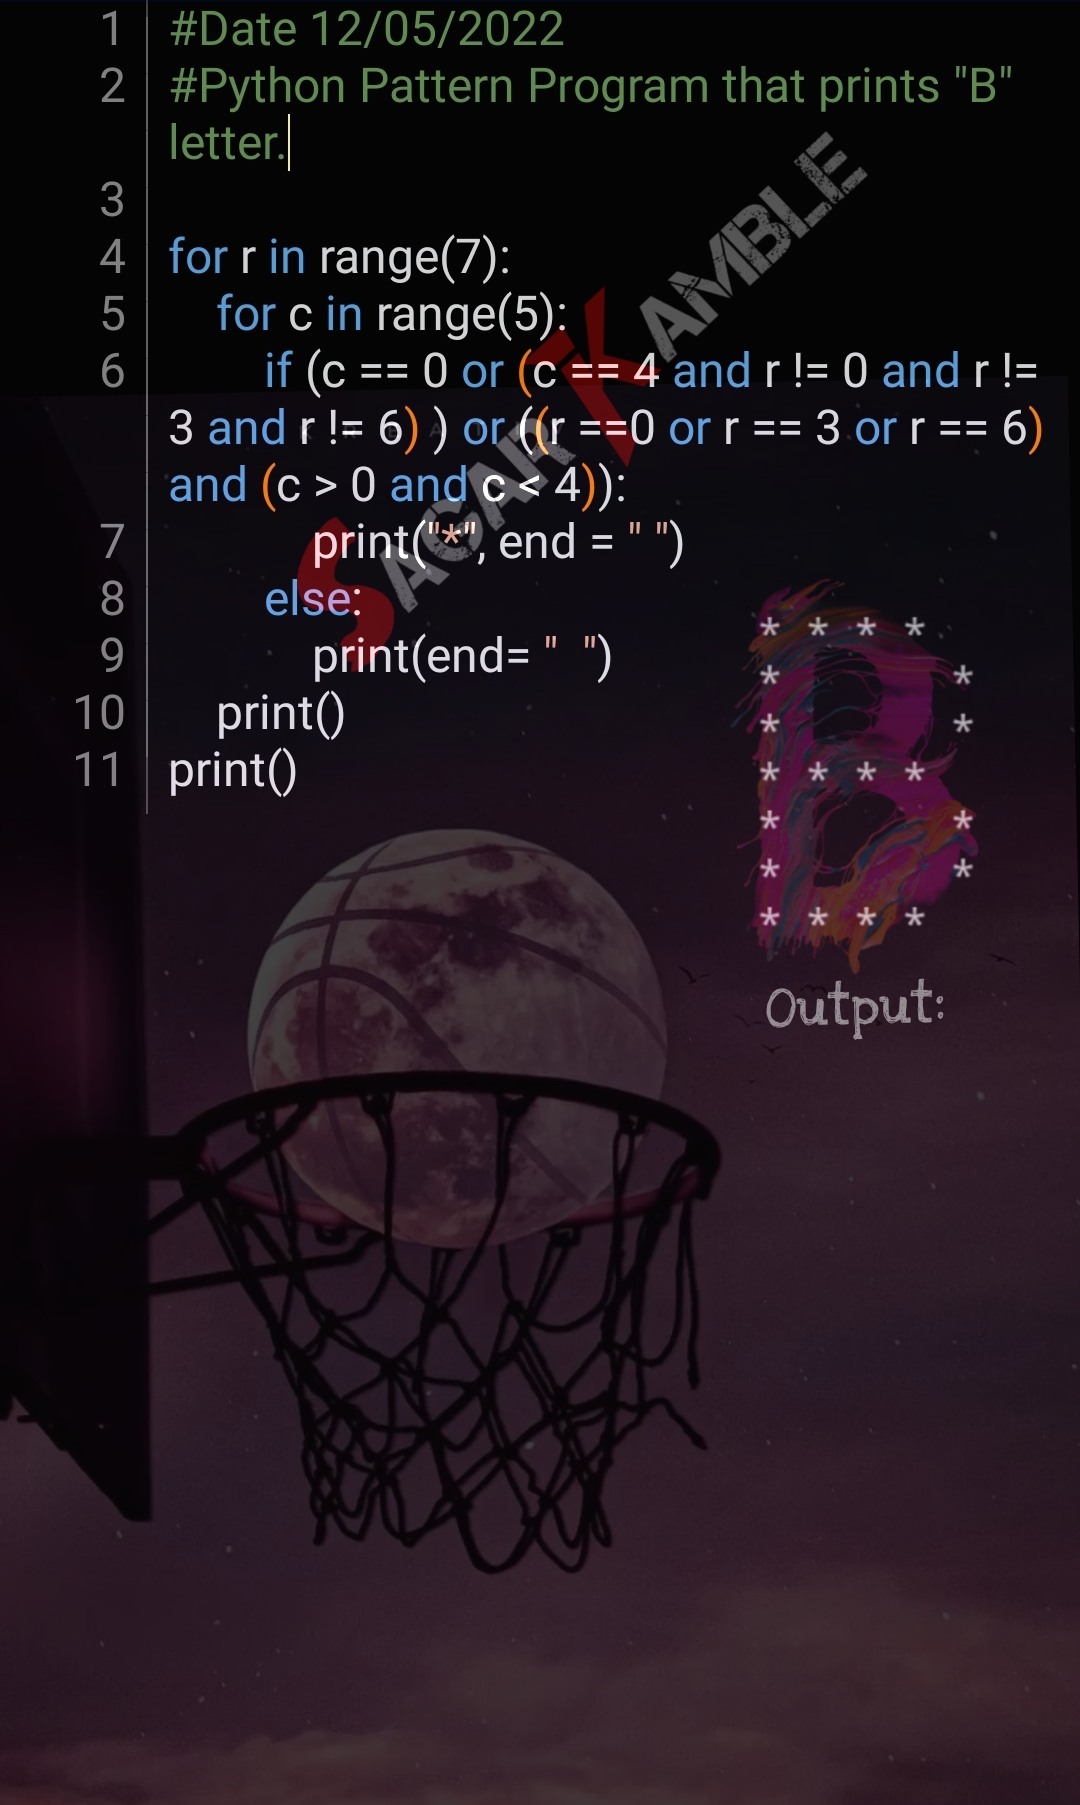 1 #Date 12/05/2022
2 #Python Pattern Program that prints "B"
letter.
3
4 for r in range(7):
5     for c in range(5):
6         if (c == 0 or (c == 4 and r != 0 and r !=
3 and r != 6) ) or ((r ==0 or r == 3 or r == 6)
and (c > 0 and c < 4)):
7             print("*", end = " ")
8         else:
9             print(end= "  ")
10     print()
11 print()
SAGAR KAMBLE
* * * *
*       *
*       *
* * * *
*       *
*       *
* * * *
Output: